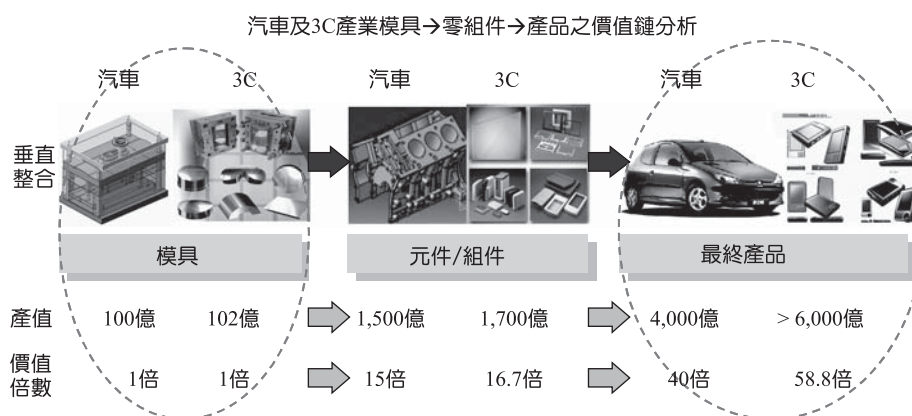 汽車及3C產業模具→零組件→產品之價值鏈分析
汽車 3C 汽車 3C 汽車 3C
垂直
整合
模具 元件/組件 最終產品
產值 100億 102億 1,500億 1,700億 4,000億 > 6,000億
價值
倍數 1倍 1倍 15倍 16.7倍 40倍 58.8倍